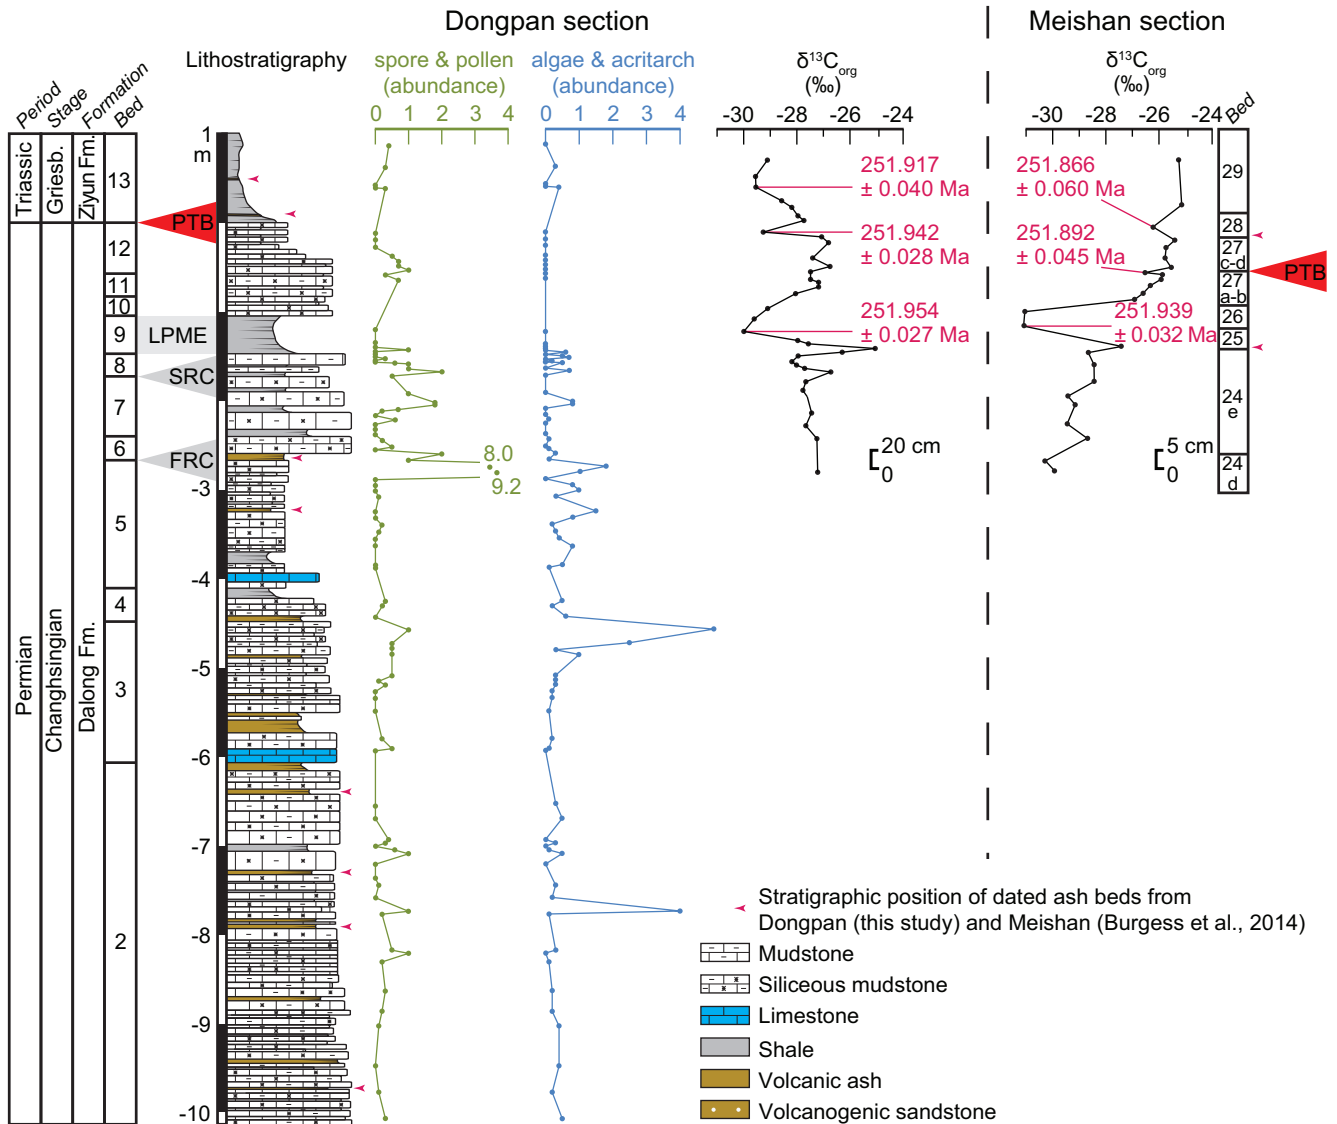 Dongpan section
Meishan section
Lithostratigraphy
spore & pollen
(abundance)
algae & acritarch
(abundance)
δ13Corg
(‰)
δ13Corg
(‰)
Period
Stage
Formation
Bed
Bed
0 1 2 3 4
0 1 2 3 4
-30 -28 -26 -24
-30 -28 -26 -24
Triassic
Griesb.
Ziyun Fm.
Permian
Changhsingian
Dalong Fm.
13
12
11
10
9
8
7
6
5
4
3
2
PTB
LPME
SRC
FRC
1
m
-3
-4
-5
-6
-7
-8
-9
-10
8.0
9.2
251.917
± 0.040 Ma
251.942
± 0.028 Ma
251.954
± 0.027 Ma
20 cm
0
251.866
± 0.060 Ma
251.892
± 0.045 Ma
251.939
± 0.032 Ma
5 cm
0
29
28
27
c-d
27
a-b
26
25
24
e
24
d
PTB
Stratigraphic position of dated ash beds from
Dongpan (this study) and Meishan (Burgess et al., 2014)
Mudstone
Siliceous mudstone
Limestone
Shale
Volcanic ash
Volcanogenic sandstone